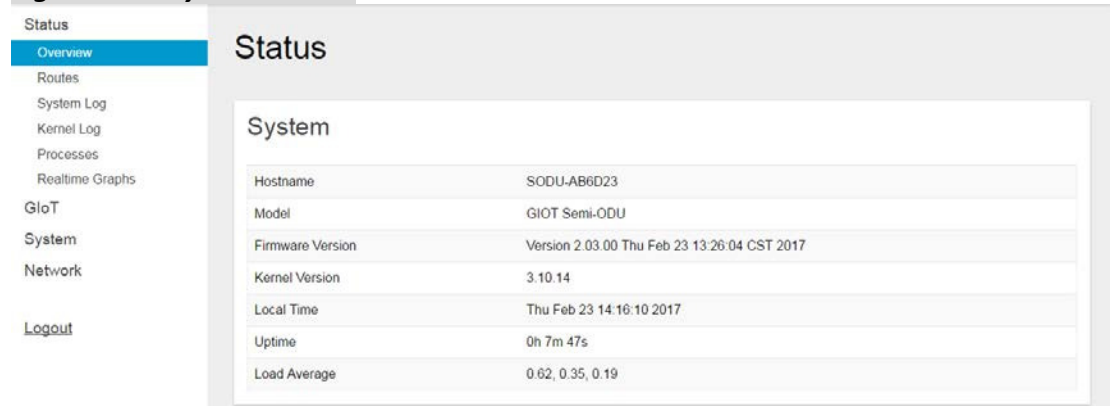 Status
Overview
Routes
System Log
Kernel Log
Processes
Realtime Graphs
GIoT
System
Network
Logout
Status
System
Hostname SODU-AB6D23
Model GIOT Semi-ODU
Firmware Version Version 2.03.00 Thu Feb 23 13:26:04 CST 2017
Kernel Version 3.10.14
Local Time Thu Feb 23 14:16:10 2017
Uptime 0h 7m 47s
Load Average 0.62, 0.35, 0.19